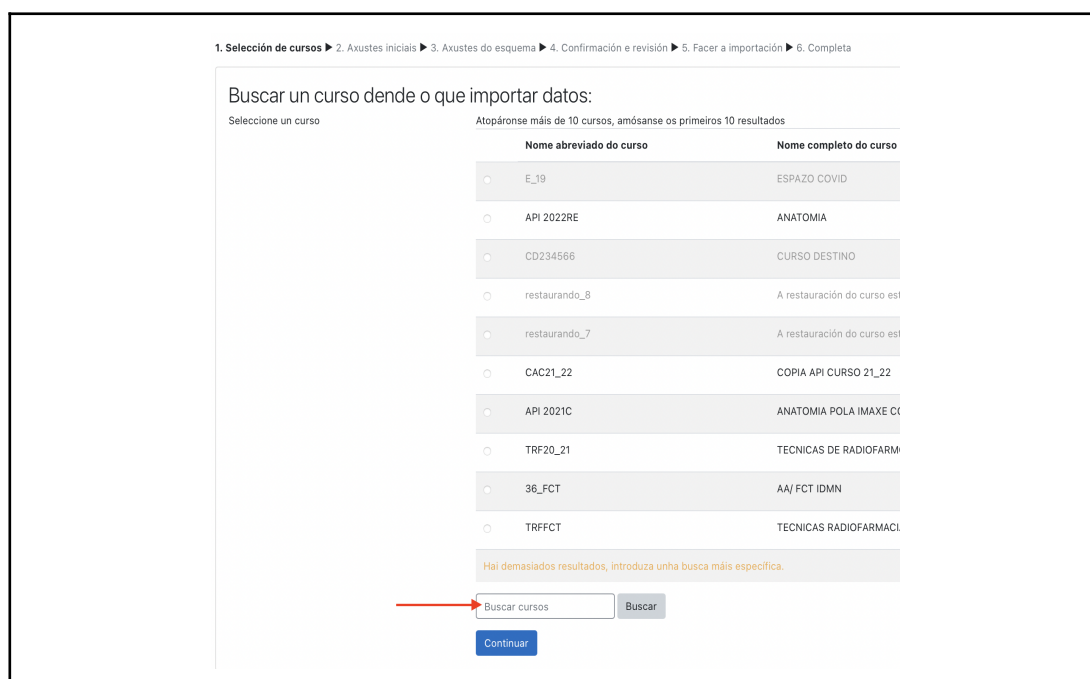 1. Selección de cursos ▶ 2. Axustes iniciais ▶ 3. Axustes do esquema ▶ 4. Confirmación e revisión ▶ 5. Facer a importación ▶ 6. Completa
Buscar un curso dende o que importar datos:
Seleccione un curso Atopáronse máis de 10 cursos, amósanse os primeiros 10 resultados
Nome abreviado do curso Nome completo do curso
E_19 ESPAZO COVID
API 2022RE ANATOMIA
CD234566 CURSO DESTINO
restaurando_8 A restauración do curso est
restaurando_7 A restauración do curso est
CAC21_22 COPIA API CURSO 21_22
API 2021C ANATOMIA POLA IMAXE CO
TRF20_21 TECNICAS DE RADIOFARM
36_FCT AA/ FCT IDMN
TRFFCT TECNICAS RADIOFARMACI
Hai demasiados resultados, introduza unha busca máis específica.
Buscar cursos Buscar
Continuar